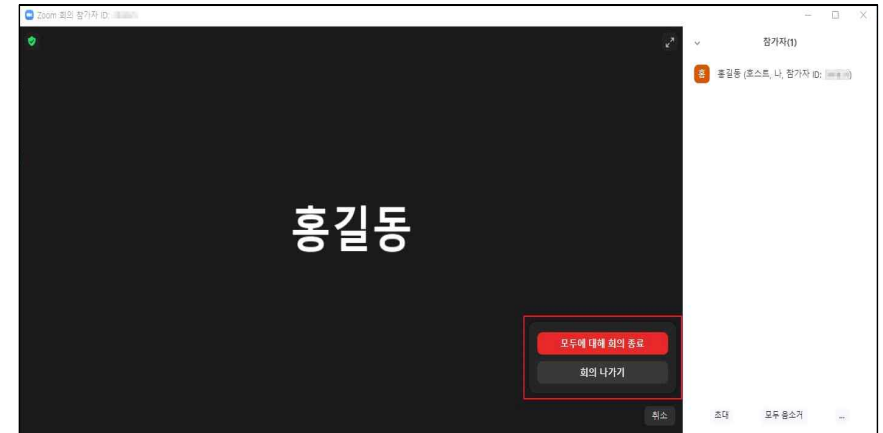 Zoom 회의 참가자 ID:
참가자(1)
홍 홍길동 (호스트, 나, 참가자 ID: )
홍길동
모두에 대해 회의 종료
회의 나가기
취소
초대 모두 음소거 ...